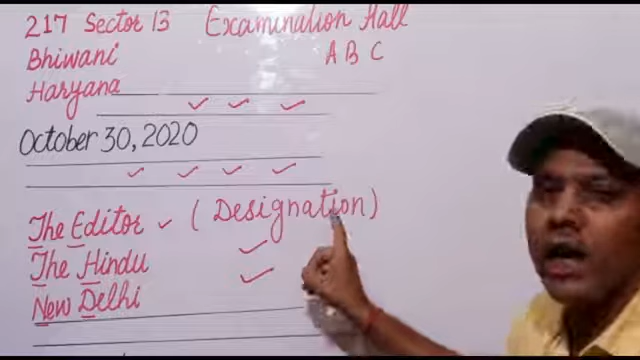 217 Sector 13 Examination Hall
Bhiwani A B C
Haryana
October 30, 2020
The Editor (Designation)
The Hindu
New Delhi